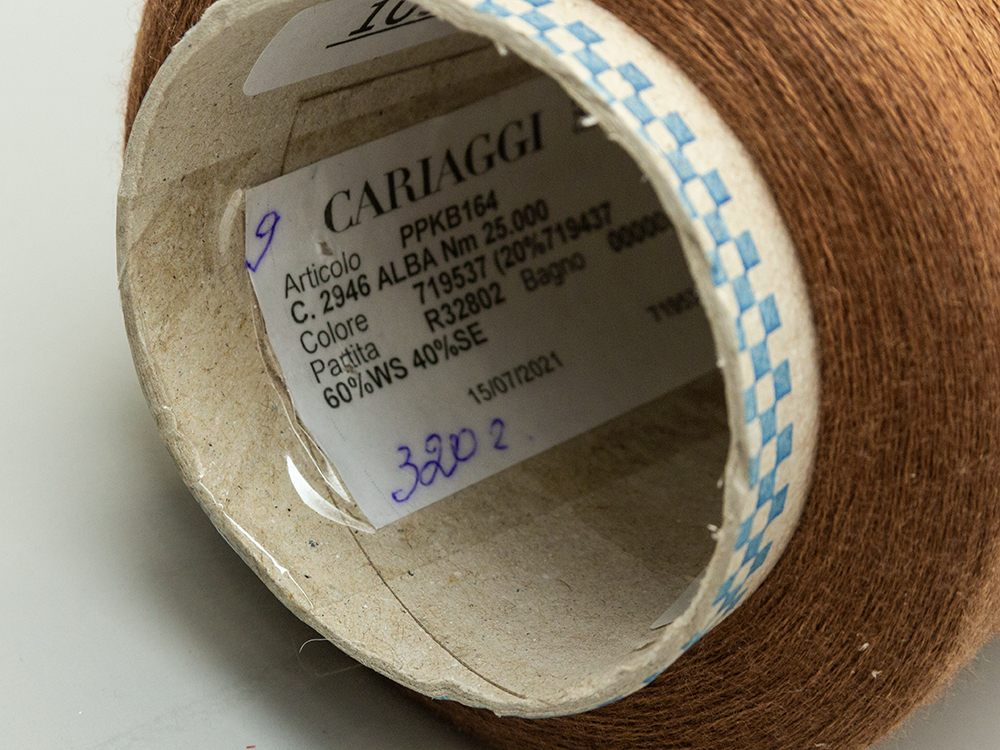 CARIAGGI
9
Articolo PPKB164
C. 2946 ALBA Nm 25.000
Colore 719537 (20%719437
Partita R32802 Bagno
60%WS 40%SE
15/07/2021
320 г